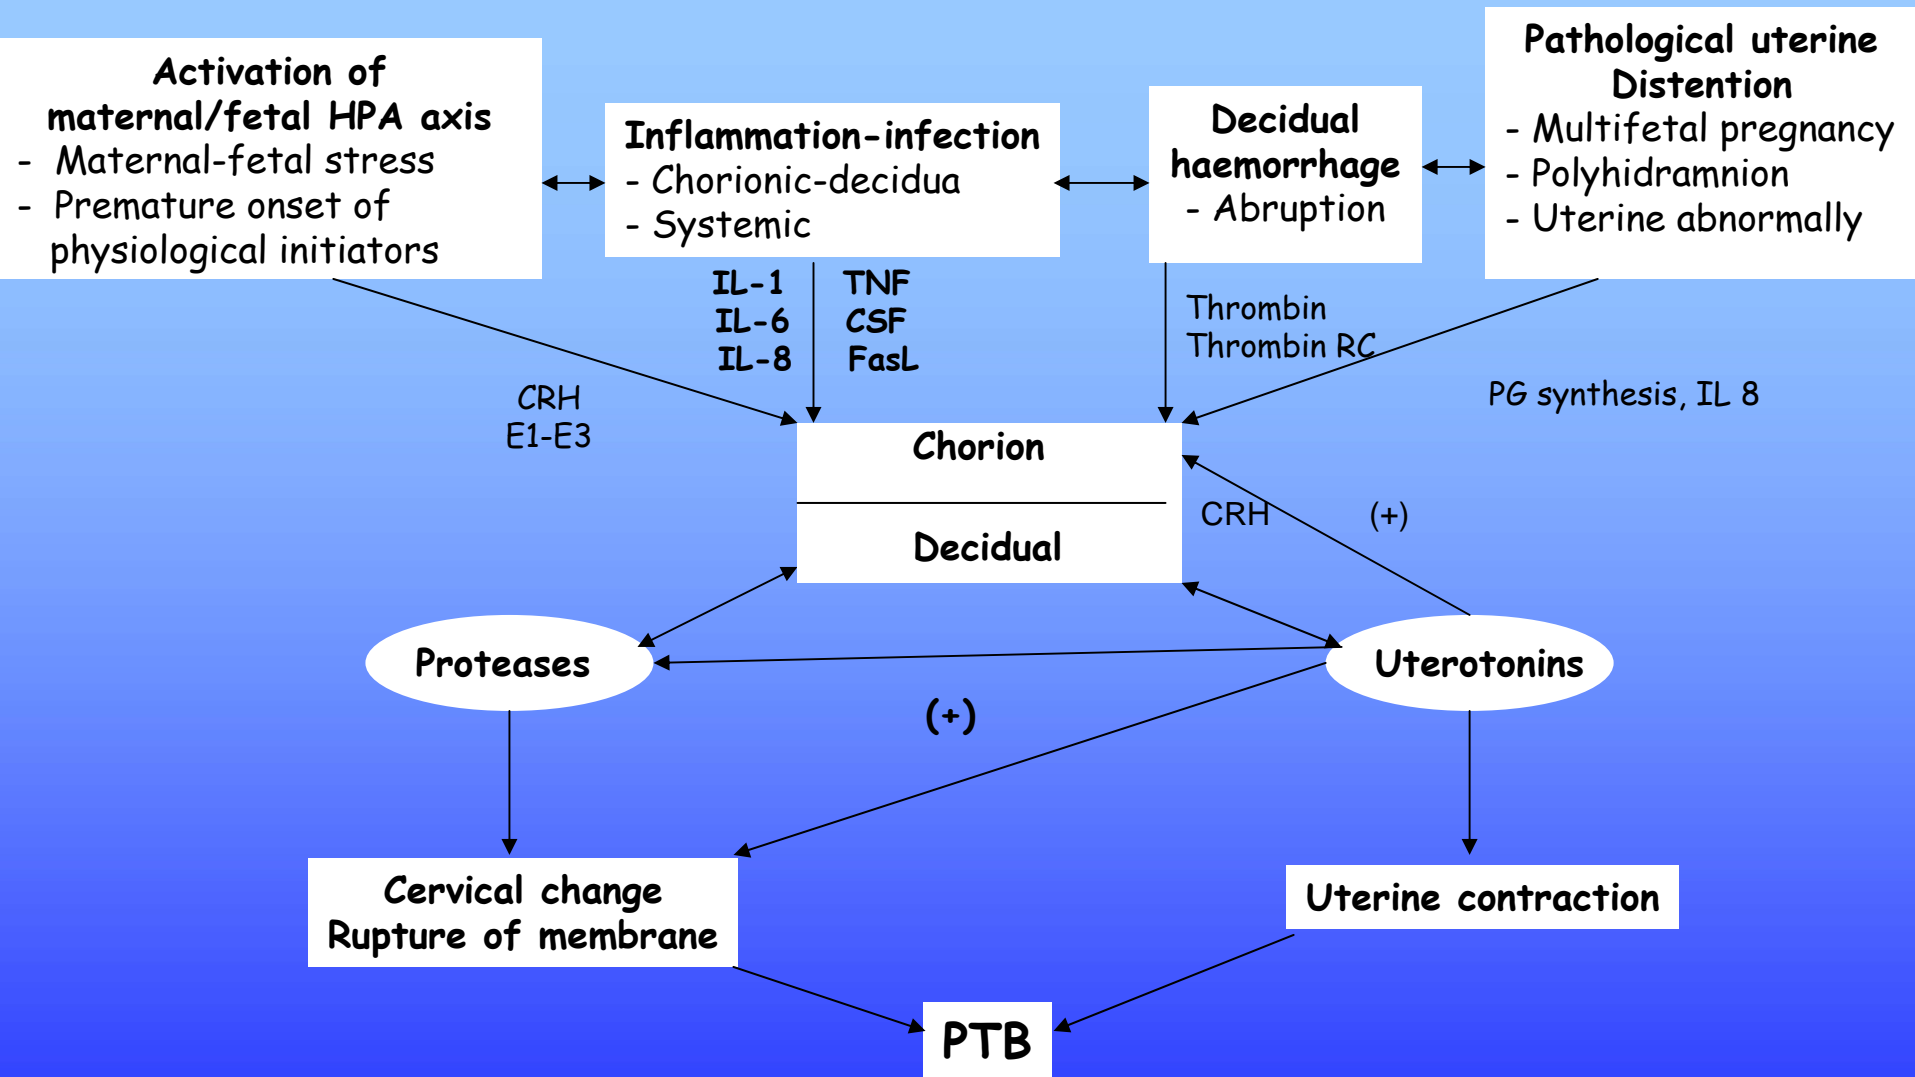 Activation of
maternal/fetal HPA axis
- Maternal-fetal stress
- Premature onset of
physiological initiators
Inflammation-infection
- Chorionic-decidua
- Systemic
Decidual
haemorrhage
- Abruption
Pathological uterine
Distention
- Multifetal pregnancy
- Polyhidramnion
- Uterine abnormally
IL-1 TNF
IL-6 CSF
IL-8 FasL
Thrombin
Thrombin RC
CRH
E1-E3
PG synthesis, IL 8
Chorion
Decidual
CRH
(+)
Proteases
Uterotonins
(+)
Cervical change
Rupture of membrane
Uterine contraction
PTB